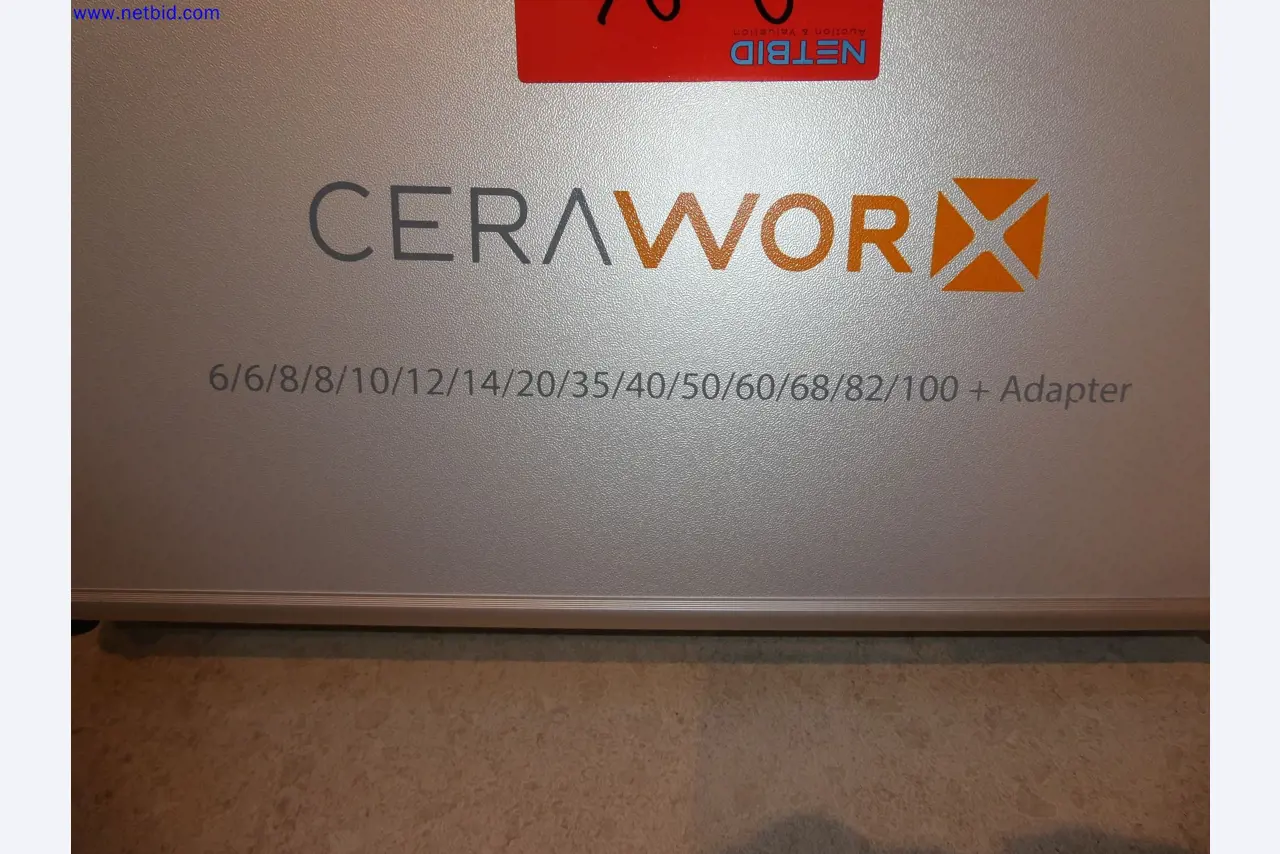 www.netbid.com
NETBID
Auction & Valuation
CERAWORX
6/6/8/8/10/12/14/20/35/40/50/60/68/82/100 + Adapter